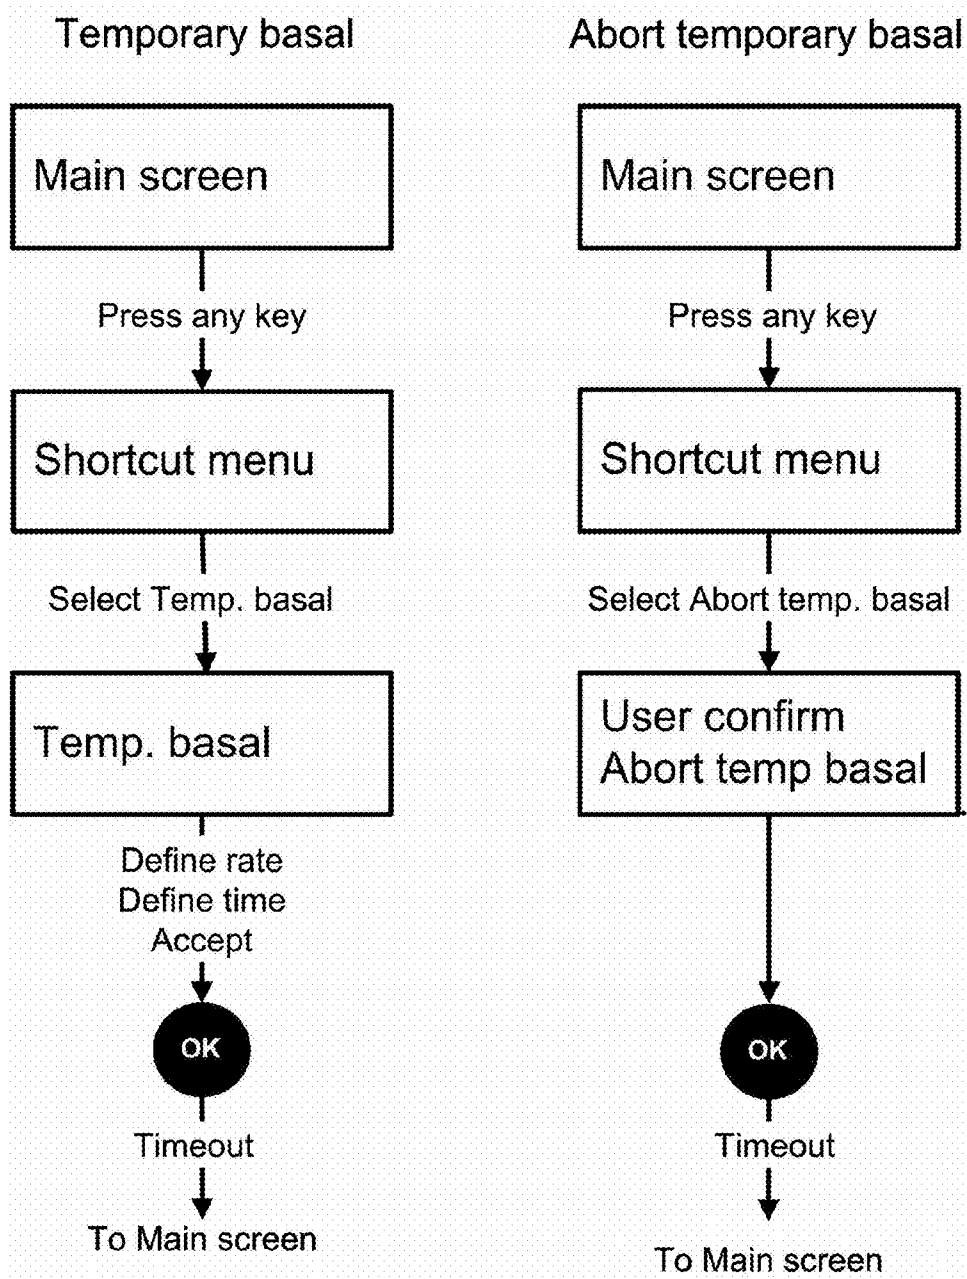 Temporary basal
Main screen
Press any key
Shortcut menu
Select Temp. basal
Temp. basal
Define rate
Define time
Accept
OK
Timeout
To Main screen
Abort temporary basal
Main screen
Press any key
Shortcut menu
Select Abort temp. basal
User confirm
Abort temp basal
OK
Timeout
To Main screen